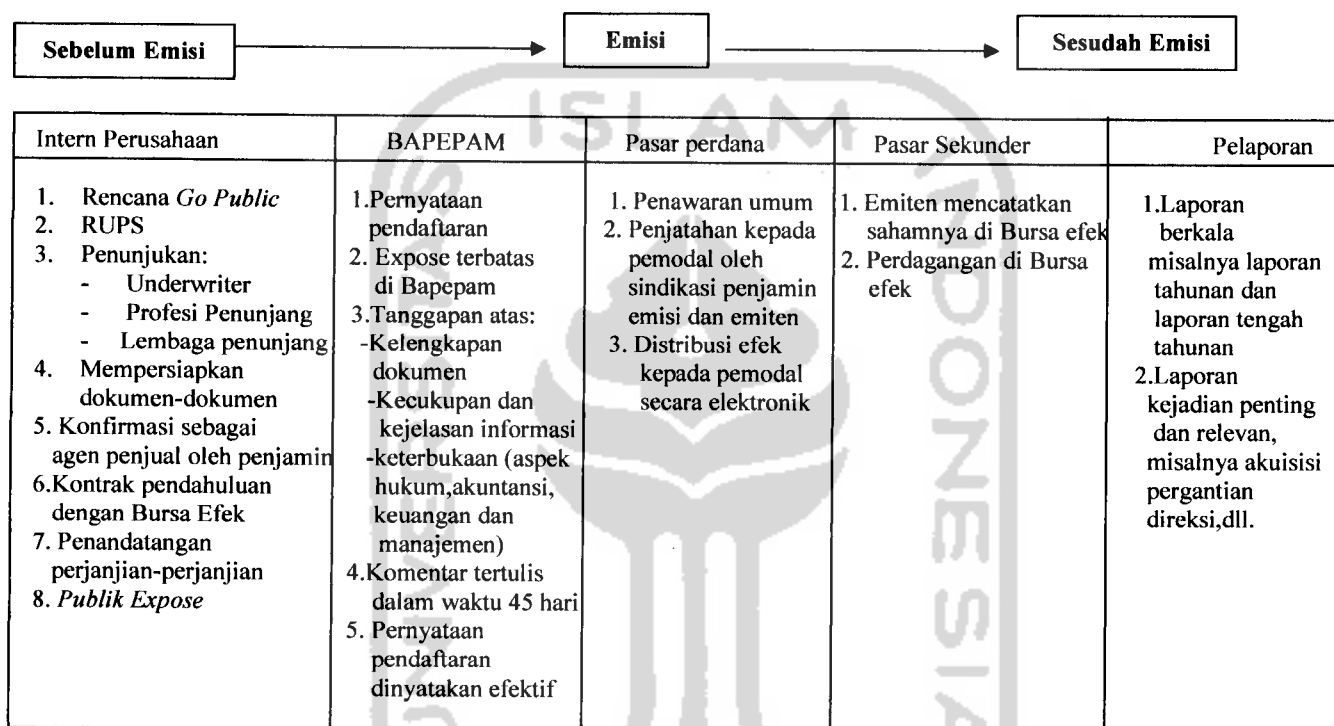 Sebelum Emisi
Emisi
Sesudah Emisi
Intern Perusahaan
1. Rencana Go Public
2. RUPS
3. Penunjukan:
- Underwriter
- Profesi Penunjang
- Lembaga penunjang
4. Mempersiapkan
dokumen-dokumen
5. Konfirmasi sebagai
agen penjual oleh penjamin
6.Kontrak pendahuluan
dengan Bursa Efek
7. Penandatangan
perjanjian-perjanjian
8. Publik Expose
BAPEPAM
1.Pernyataan
pendaftaran
2. Expose terbatas
di Bapepam
3.Tanggapan atas:
-Kelengkapan
dokumen
-Kecukupan dan
kejelasan informasi
-keterbukaan (aspek
hukum,akuntansi,
keuangan dan
manajemen)
4.Komentar tertulis
dalam waktu 45 hari
5. Pernyataan
pendaftaran
dinyatakan efektif
Pasar perdana
1. Penawaran umum
2. Penjatahan kepada
pemodal oleh
sindikasi penjamin
emisi dan emiten
3. Distribusi efek
kepada pemodal
secara elektronik
Pasar Sekunder
1. Emiten mencatatkan
sahamnya di Bursa efek
2. Perdagangan di Bursa
efek
Pelaporan
1.Laporan
berkala
misalnya laporan
tahunan dan
laporan tengah
tahunan
2.Laporan
kejadian penting
dan relevan,
misalnya akuisisi
pergantian
direksi,dll.
ISLAM
INDONESIA